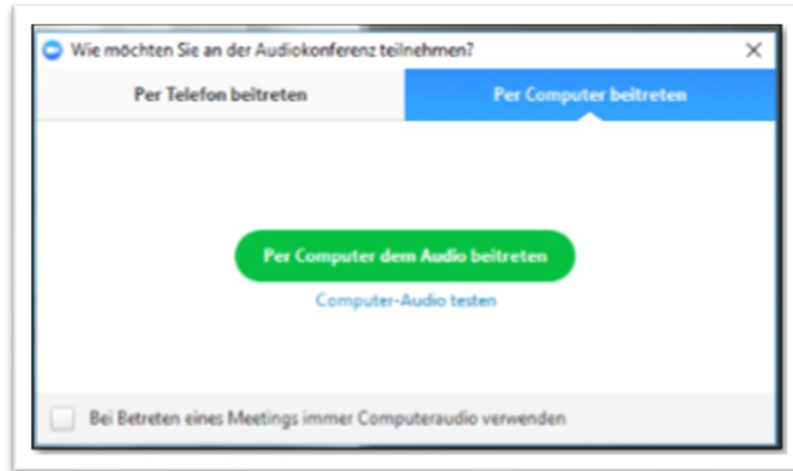 Wie möchten Sie an der Audiokonferenz teilnehmen?
Per Telefon beitreten
Per Computer beitreten
Per Computer dem Audio beitreten
Computer-Audio testen
Bei Betreten eines Meetings immer Computeraudio verwenden